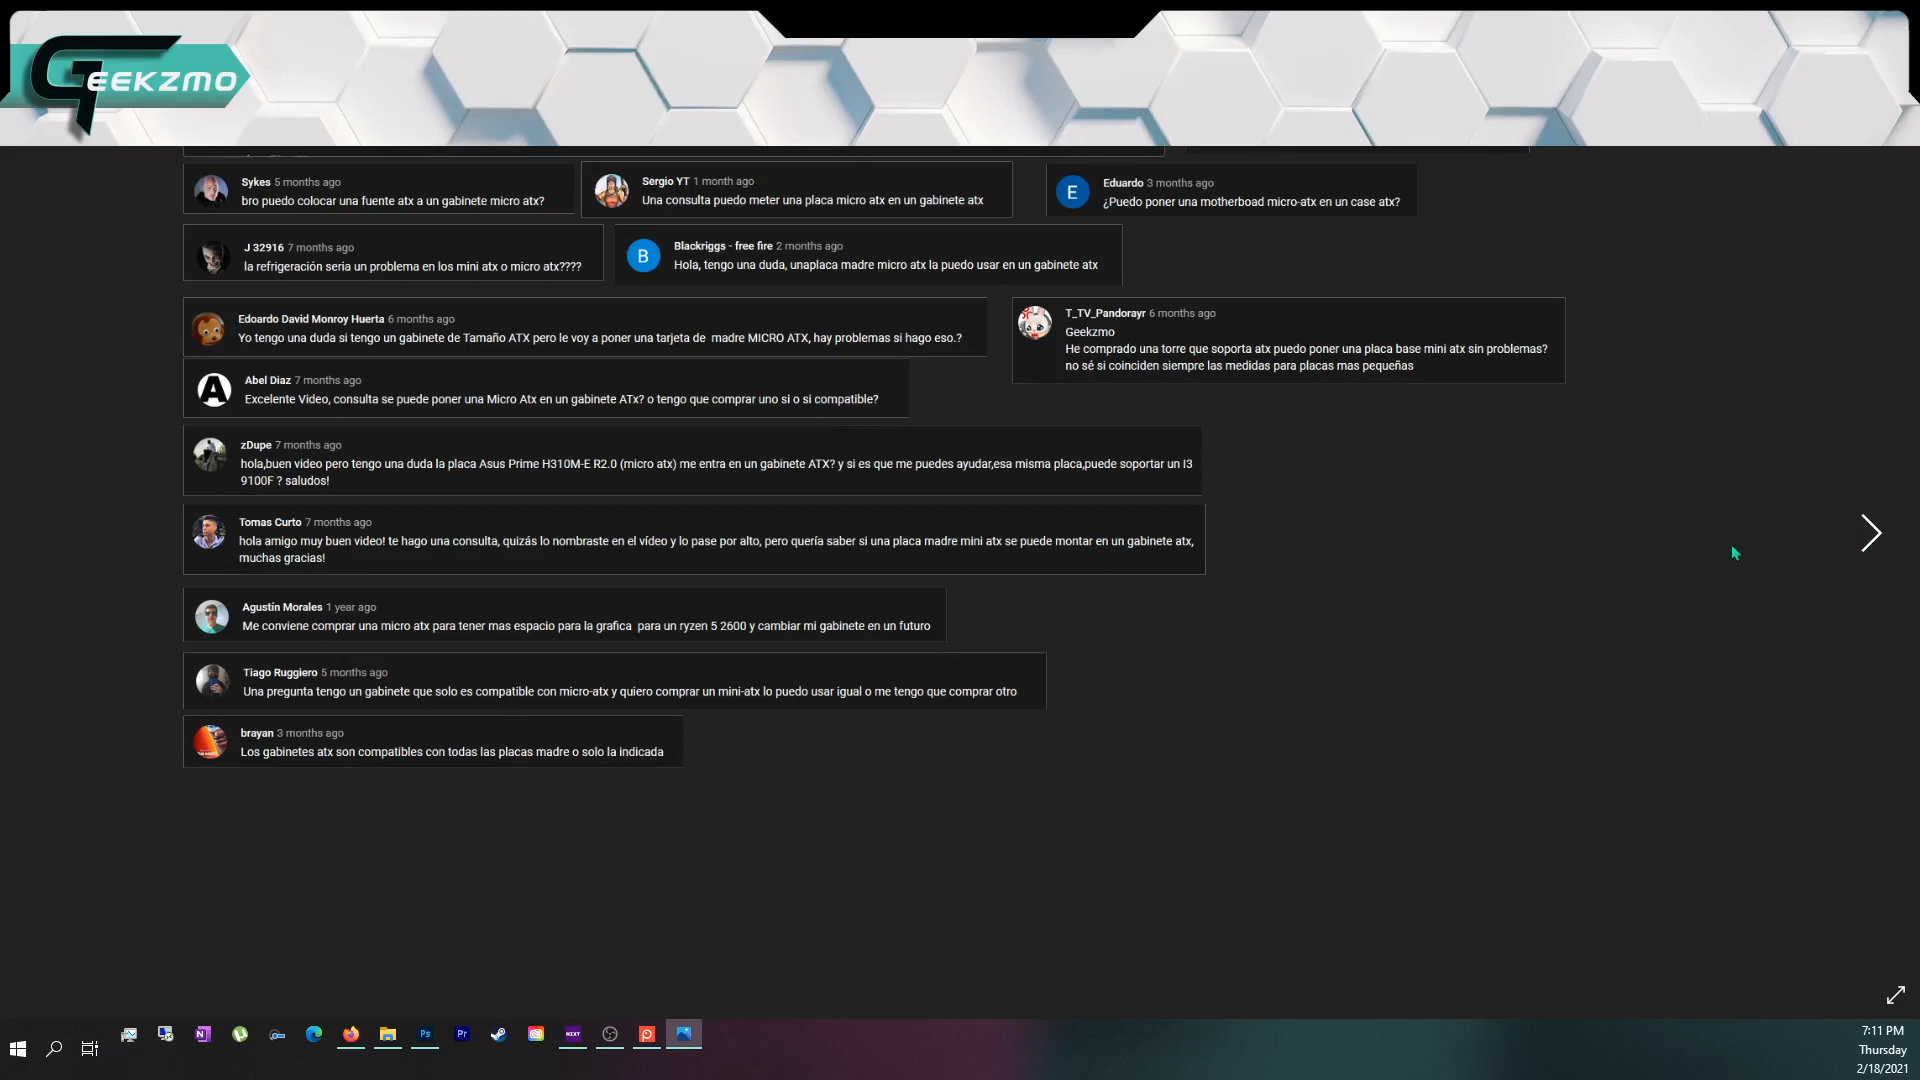 GEEKZMO
Sykes 5 months ago
bro puedo colocar una fuente atx a un gabinete micro atx?
Sergio YT 1 month ago
Una consulta puedo meter una placa micro atx en un gabinete atx
E
Eduardo 3 months ago
¿Puedo poner una motherboad micro-atx en un case atx?
J 32916 7 months ago
la refrigeración seria un problema en los mini atx o micro atx????
B
Blackriggs - free fire 2 months ago
Hola, tengo una duda, unaplaca madre micro atx la puedo usar en un gabinete atx
Edoardo David Monroy Huerta 6 months ago
Yo tengo una duda si tengo un gabinete de Tamaño ATX pero le voy a poner una tarjeta de madre MICRO ATX, hay problemas si hago eso.?
T_TV_Pandorayr 6 months ago
Geekzmo
He comprado una torre que soporta atx puedo poner una placa base mini atx sin problemas?
no sé si coinciden siempre las medidas para placas mas pequeñas
A
Abel Diaz 7 months ago
Excelente Video, consulta se puede poner una Micro Atx en un gabinete ATx? o tengo que comprar uno si o si compatible?
zDupe 7 months ago
hola,buen video pero tengo una duda la placa Asus Prime H310M-E R2.0 (micro atx) me entra en un gabinete ATX? y si es que me puedes ayudar,esa misma placa,puede soportar un I3
9100F ? saludos!
Tomas Curto 7 months ago
hola amigo muy buen video! te hago una consulta, quizás lo nombraste en el vídeo y lo pase por alto, pero quería saber si una placa madre mini atx se puede montar en un gabinete atx,
muchas gracias!
Agustín Morales 1 year ago
Me conviene comprar una micro atx para tener mas espacio para la grafica para un ryzen 5 2600 y cambiar mi gabinete en un futuro
Tiago Ruggiero 5 months ago
Una pregunta tengo un gabinete que solo es compatible con micro-atx y quiero comprar un mini-atx lo puedo usar igual o me tengo que comprar otro
brayan 3 months ago
Los gabinetes atx son compatibles con todas las placas madre o solo la indicada
N
Ps
Pr
NZXT
7:11 PM
Thursday
2/18/2021